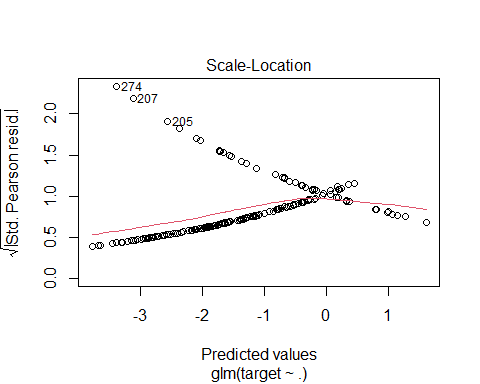 Scale-Location
274
207
205
√|Std. Pearson resid.|
2.0
1.5
1.0
0.5
0.0
-3 -2 -1 0 1
Predicted values
glm(target ~ .)